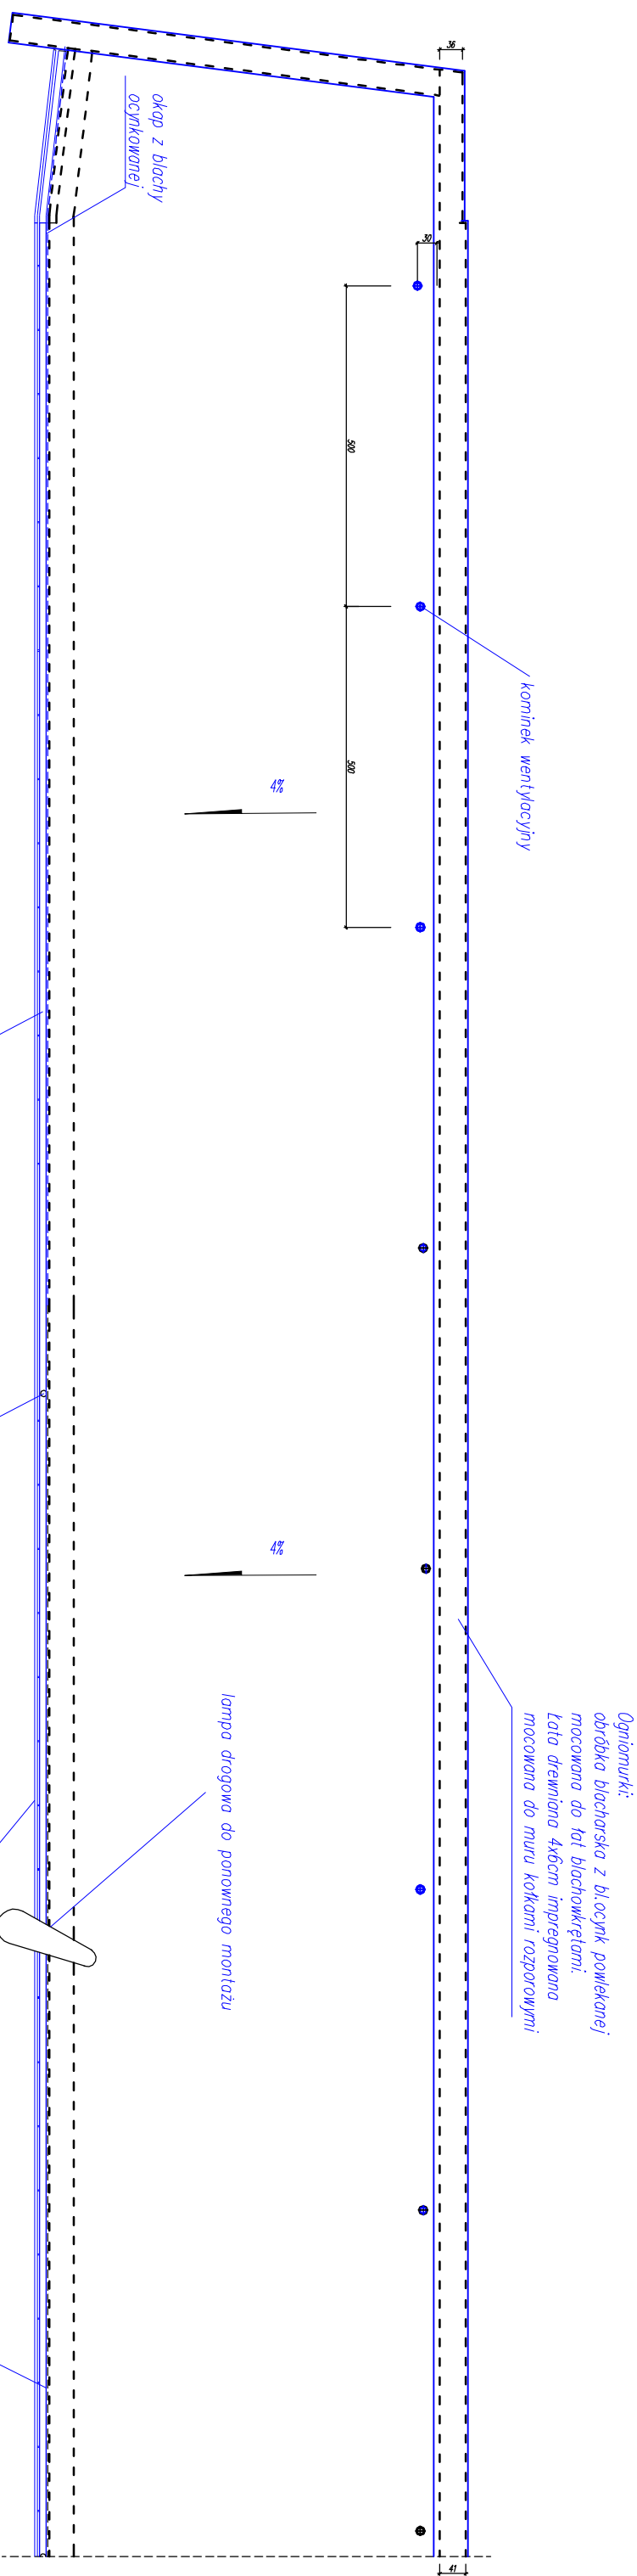 36
okap z blachy
ocynkowanej
30
500
kominek wentylacyjny
500
4%
4%
Ogniomurki:
obróbka blacharska z bl.ocynk powlekanej
mocowana do łat blachowkrętami.
Łata drewniana 4x6cm impregnowana
mocowana do muru kołkami rozporowymi
lampa drogowa do ponownego montażu
41